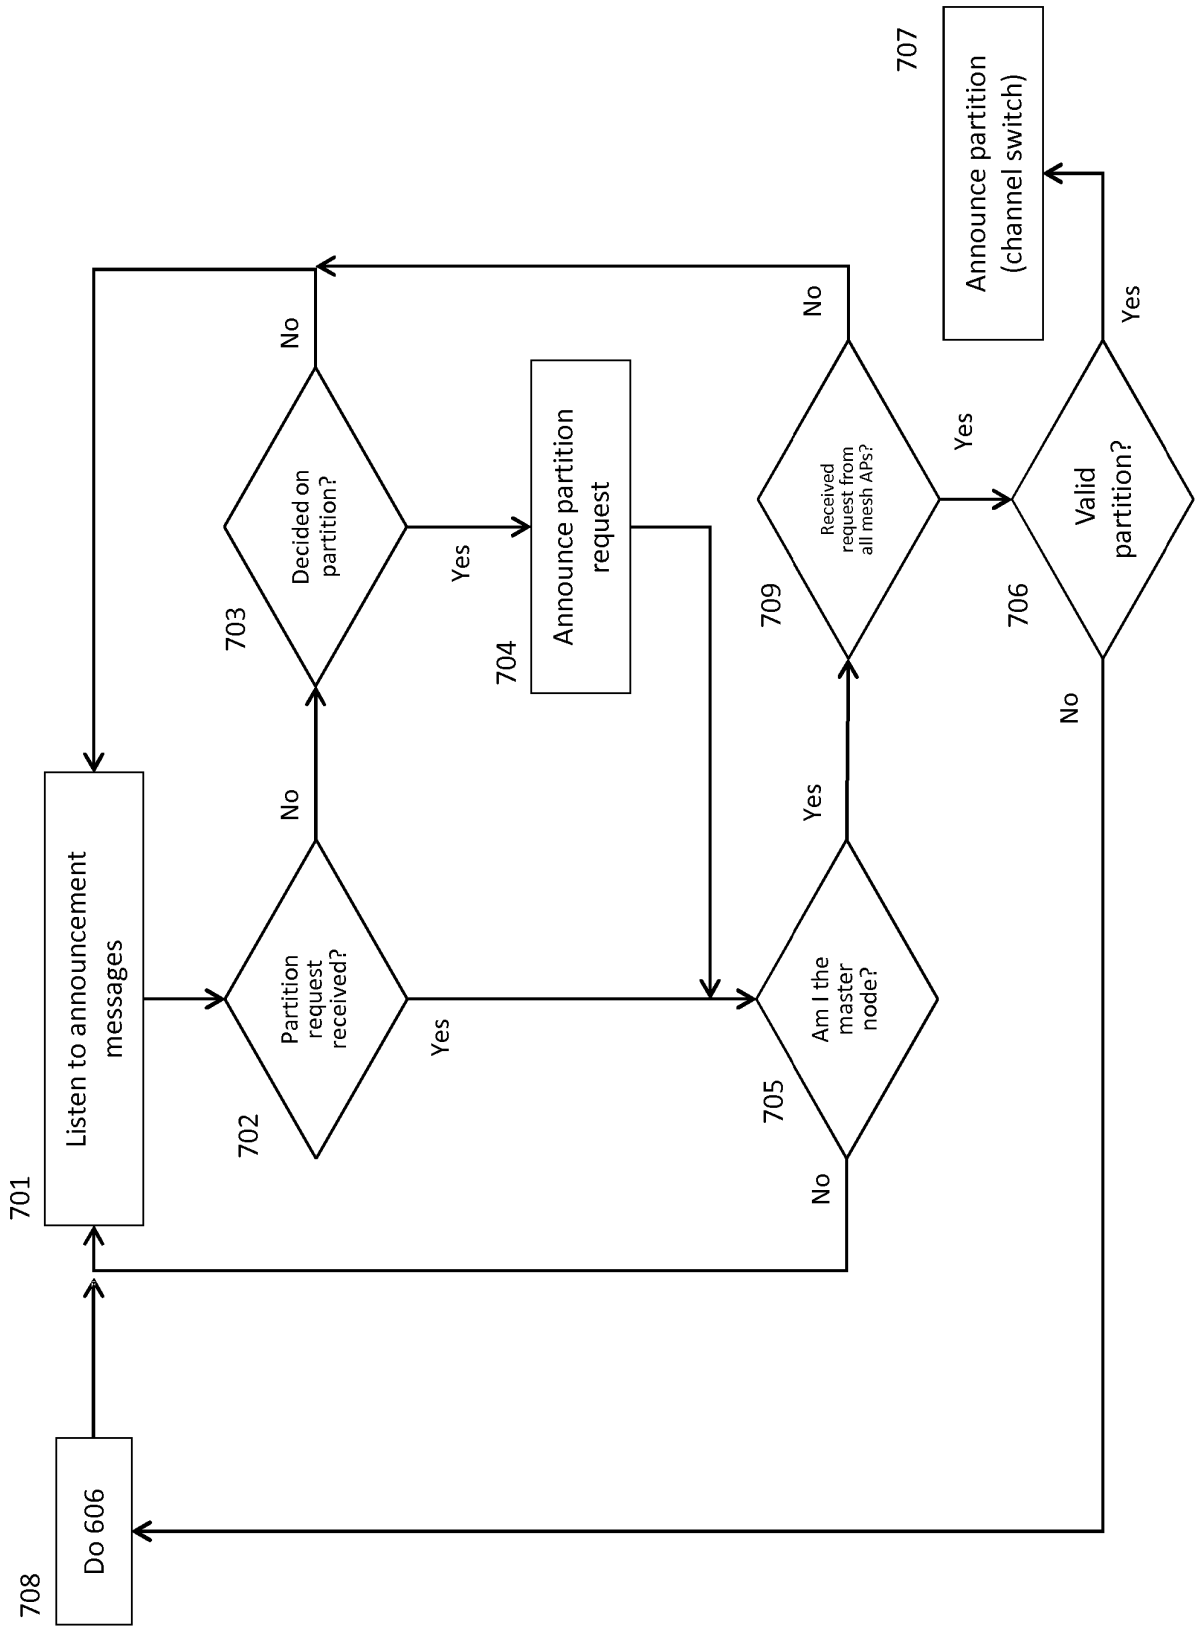 708
Do 606
701
Listen to announcement
messages
702
Partition
request
received?
No
Yes
703
Decided on
partition?
No
Yes
704
Announce partition
request
705
Am I the
master
node?
No
Yes
709
Received
request from
all mesh APs?
No
Yes
706
Valid
partition?
No
Yes
707
Announce partition
(channel switch)